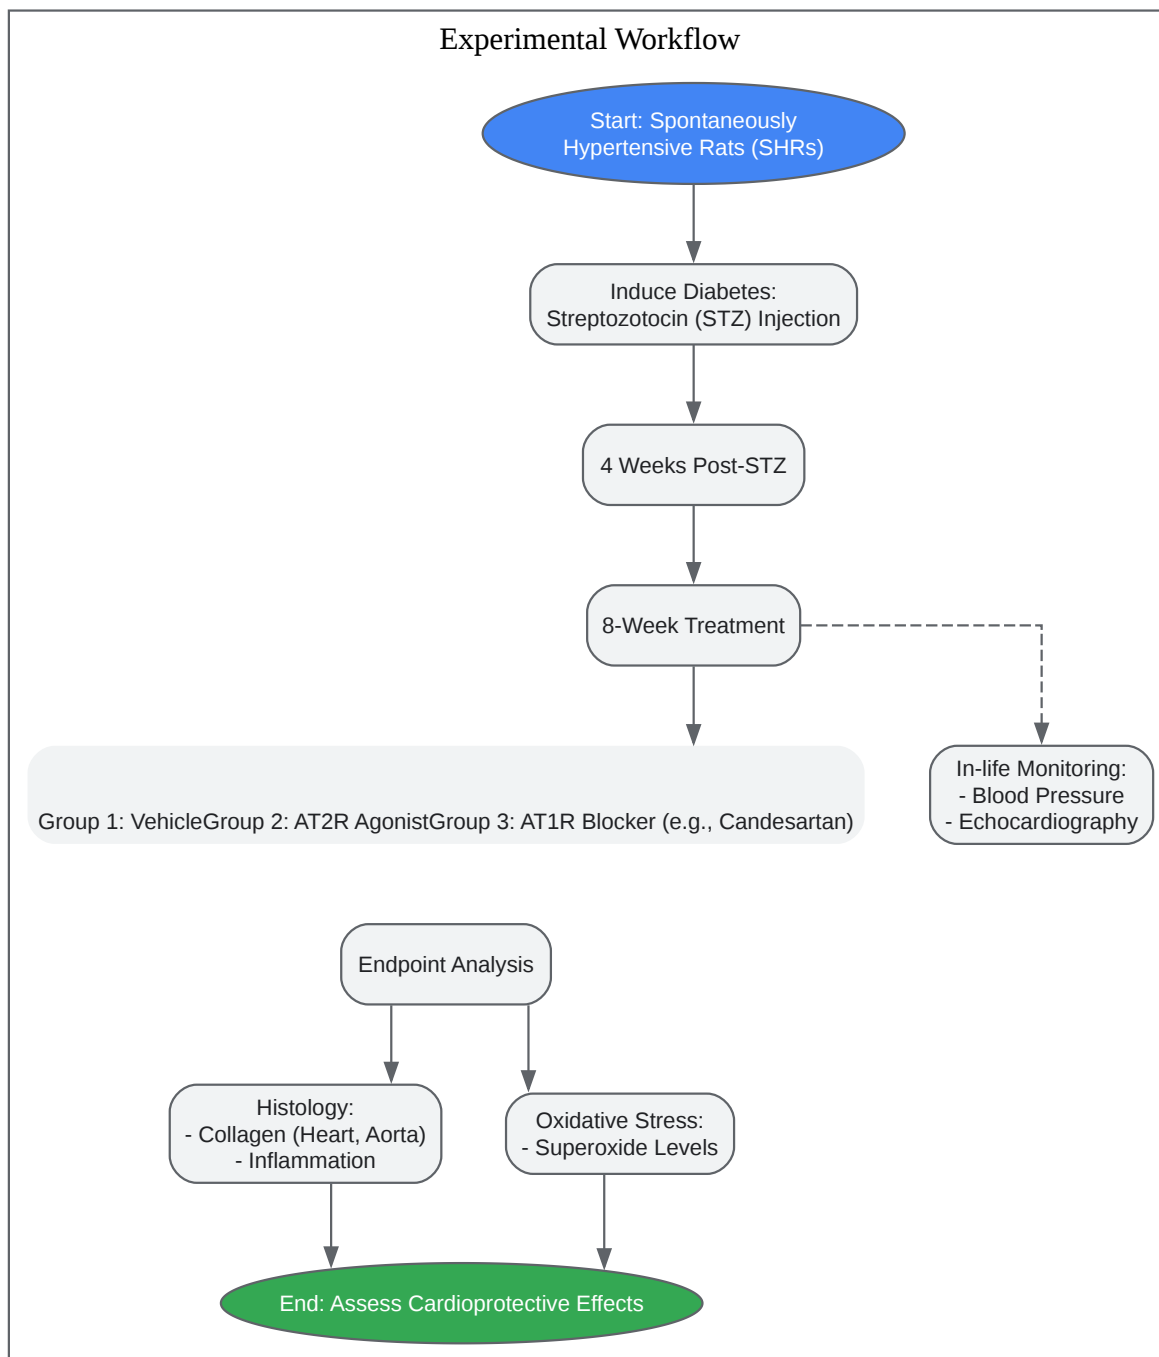 Experimental Workflow
Start: Spontaneously
Hypertensive Rats (SHRs)
Induce Diabetes:
Streptozotocin (STZ) Injection
4 Weeks Post-STZ
8-Week Treatment
Group 1: VehicleGroup 2: AT2R AgonistGroup 3: AT1R Blocker (e.g., Candesartan)
In-life Monitoring:
- Blood Pressure
- Echocardiography
Endpoint Analysis
Histology:
- Collagen (Heart, Aorta)
- Inflammation
Oxidative Stress:
- Superoxide Levels
End: Assess Cardioprotective Effects